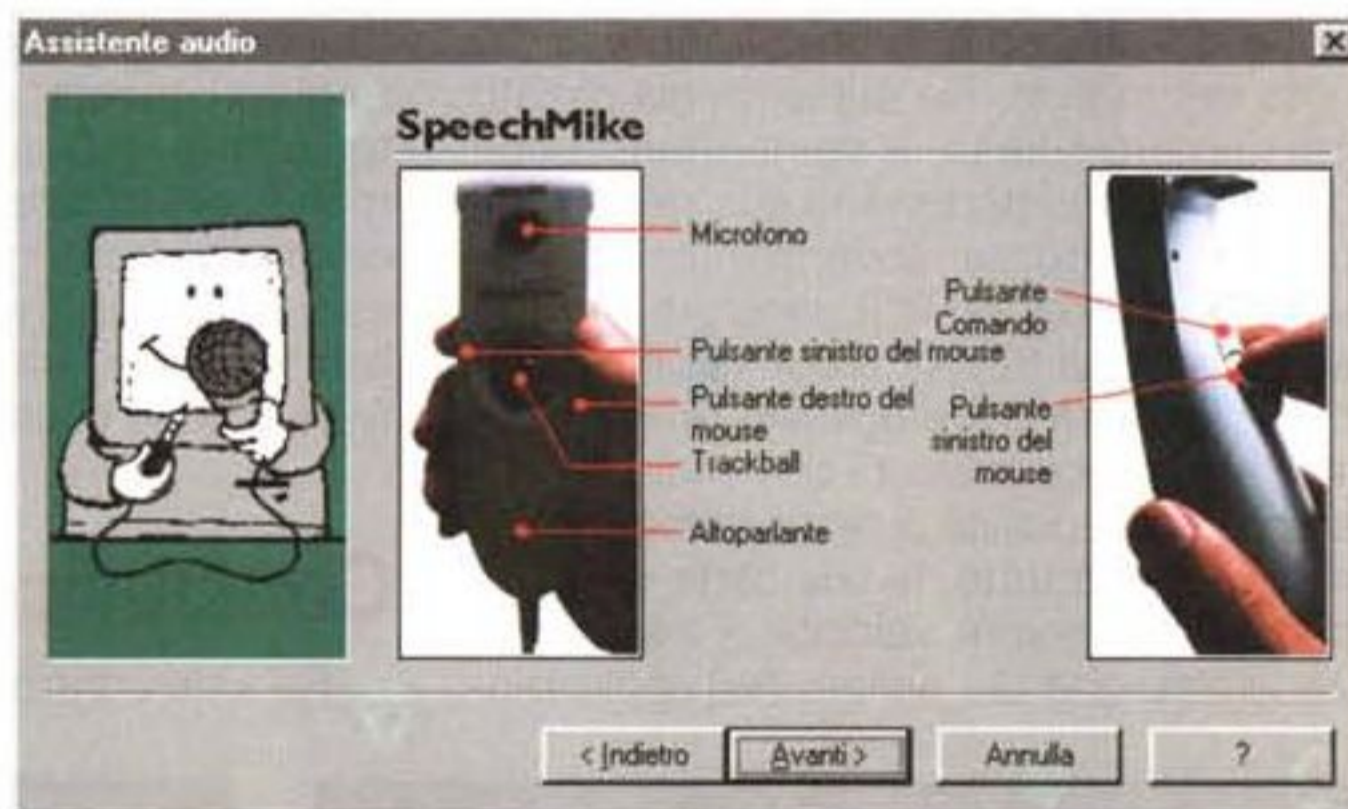 Assistente audio
SpeechMike
Microfono
Pulsante sinistro del mouse
Pulsante destro del
mouse
Trackball
Altoparlante
Pulsante
Comando
Pulsante
sinistro del
mouse
< Indietro
Avanti >
Annulla
?